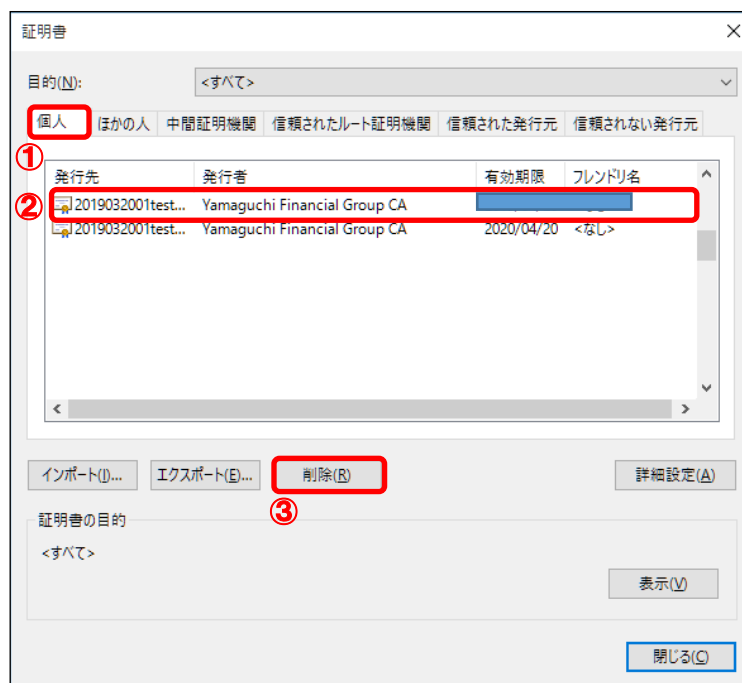 証明書
目的(N): <すべて>
個人 ほかの人 中間証明機関 信頼されたルート証明機関 信頼された発行元 信頼されない発行元
①
発行先 発行者 有効期限 フレンドリ名
② 2019032001test... Yamaguchi Financial Group CA
2019032001test... Yamaguchi Financial Group CA 2020/04/20 <なし>
インポート(I)... エクスポート(E)... 削除(R) 詳細設定(A)
③
証明書の目的
<すべて>
表示(V)
閉じる(C)